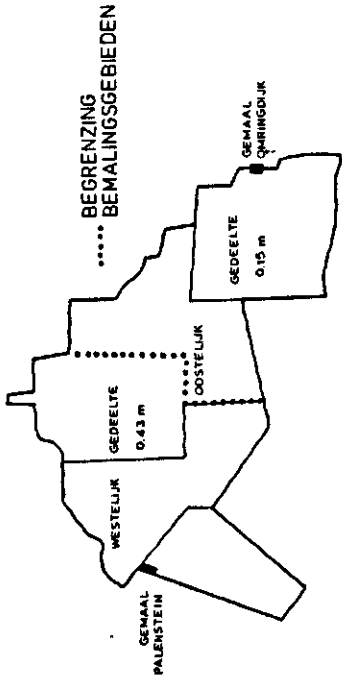 BEGRENZING
BEMALINGSGEBIEDEN
GEMAAL
OMRINGDIJK
GEDEELTE
0.15 m
OOSTELIJK
GEDEELTE
0.43 m
WESTELIJK
GEMAAL
PALENSTEIN